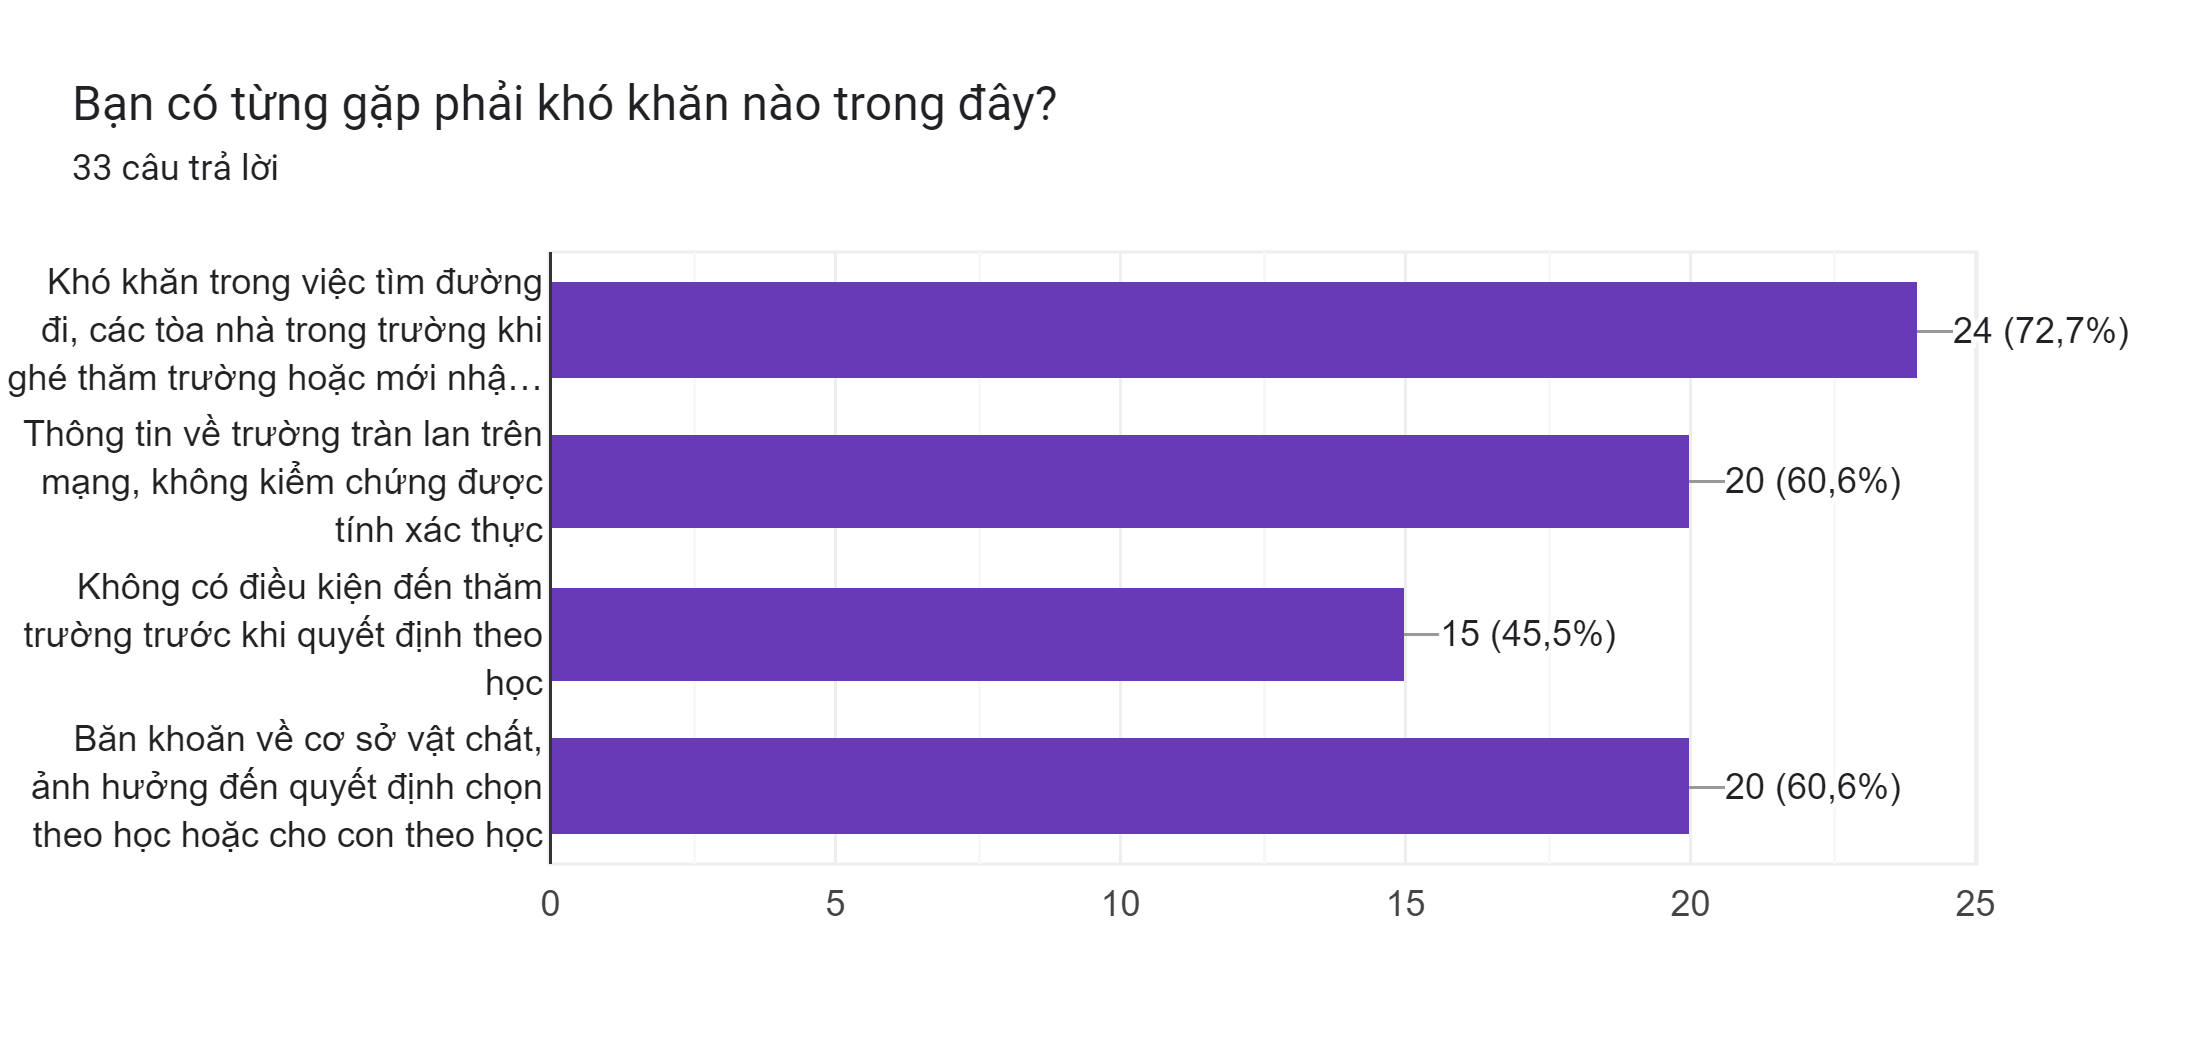 Bạn có từng gặp phải khó khăn nào trong đây?
33 câu trả lời
Khó khăn trong việc tìm đường
đi, các tòa nhà trong trường khi
ghé thăm trường hoặc mới nhậ…
24 (72,7%)
Thông tin về trường tràn lan trên
mạng, không kiểm chứng được
tính xác thực
20 (60,6%)
Không có điều kiện đến thăm
trường trước khi quyết định theo
học
15 (45,5%)
Băn khoăn về cơ sở vật chất,
ảnh hưởng đến quyết định chọn
theo học hoặc cho con theo học
20 (60,6%)
0 5 10 15 20 25